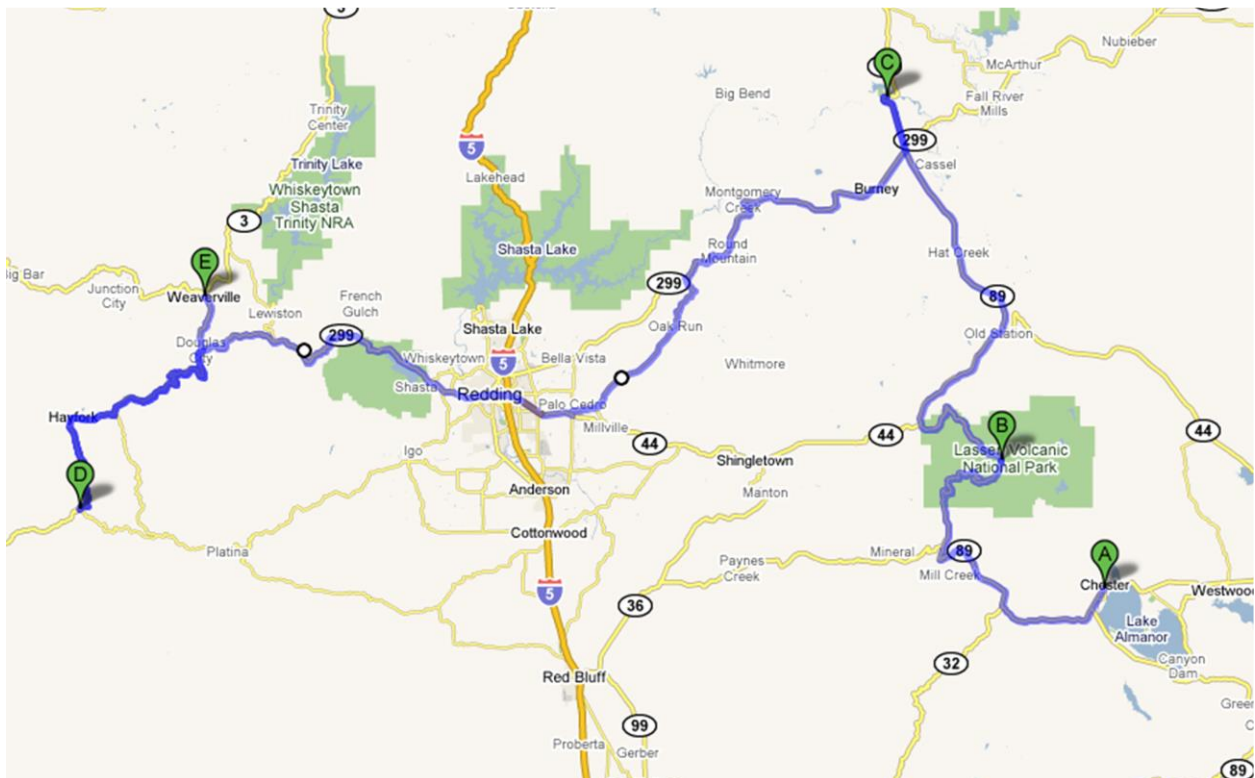 3
Nubieber
McArthur
C
Big Bend
Fall River
Mills
Trinity
Center
5
299
Cassel
Lakehead
Trinity Lake
Whiskeytown
Shasta
Trinity NRA
Burney
Montgomery
Creek
3
Round
Mountain
Shasta Lake
Hat Creek
E
Big Bar
Junction
City
Weaverville
299
89
French
Gulch
Lewiston
Oak Run
Old Station
Shasta Lake
299
Douglas
City
Whiskeytown
5
Bella Vista
Whitmore
Shasta
Redding
Palo Cedro
Hayfork
Millville
B
44
44
44
Igo
Lassen Volcanic
National Park
Shingletown
D
Anderson
Manton
Cottonwood
Platina
Mineral
89
A
Paynes
Creek
Mill Creek
Chester
Westwood
5
36
Lake
Almanor
32
Canyon
Dam
Red Bluff
99
Proberta
Gerber
89